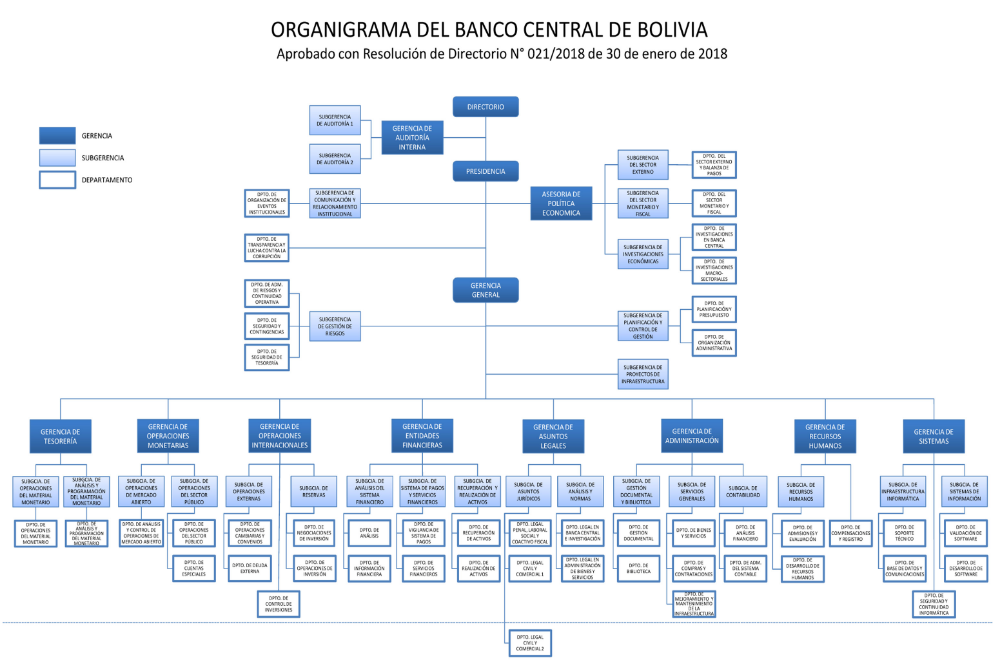 ORGANIGRAMA DEL BANCO CENTRAL DE BOLIVIA
Aprobado con Resolución de Directorio N° 021/2018 de 30 de enero de 2018
GERENCIA
SUBGERENCIA
DEPARTAMENTO
DIRECTORIO
SUBGERENCIA
DE AUDITORÍA 1
SUBGERENCIA
DE AUDITORÍA 2
GERENCIA DE
AUDITORÍA
INTERNA
PRESIDENCIA
DPTO. DE
ORGANIZACIÓN DE
EVENTOS
INSTITUCIONALES
SUBGERENCIA DE
COMUNICACIÓN Y
RELACIONAMIENTO
INSTITUCIONAL
DPTO. DE
TRANSPARENCIA Y
LUCHA CONTRA LA
CORRUPCIÓN
ASESORIA DE
POLÍTICA
ECONOMICA
SUBGERENCIA
DEL SECTOR
EXTERNO
DPTO. DEL
SECTOR EXTERNO
Y BALANZA DE
PAGOS
SUBGERENCIA
DEL SECTOR
MONETARIO Y
FISCAL
DPTO. DEL
SECTOR
MONETARIO Y
FISCAL
SUBGERENCIA DE
INVESTIGACIONES
ECONÓMICAS
DPTO. DE
INVESTIGACIONES
EN BANCA
CENTRAL
DPTO. DE
INVESTIGACIONES
MACRO-
SECTORIALES
GERENCIA
GENERAL
DPTO. DE ADM.
DE RIESGOS Y
CONTINUIDAD
OPERATIVA
DPTO. DE
SEGURIDAD Y
CONTINGENCIAS
DPTO. DE
SEGURIDAD DE
TESORERIA
SUBGERENCIA
DE GESTIÓN DE
RIESGOS
SUBGERENCIA DE
PLANIFICACIÓN Y
CONTROL DE
GESTIÓN
DPTO. DE
PLANIFICACIÓN Y
PRESUPUESTO
DPTO. DE
ORGANIZACIÓN
ADMINISTRATIVA
SUBGERENCIA DE
PROYECTOS DE
INFRAESTRUCTURA
GERENCIA DE
TESORERÍA
GERENCIA DE
OPERACIONES
MONETARIAS
GERENCIA DE
OPERACIONES
INTERNACIONALES
GERENCIA DE
ENTIDADES
FINANCIERAS
GERENCIA DE
ASUNTOS
LEGALES
GERENCIA DE
ADMINISTRACIÓN
GERENCIA DE
RECURSOS
HUMANOS
GERENCIA DE
SISTEMAS
SUBGCIA. DE
OPERACIONES
DEL MATERIAL
MONETARIO
SUBGCIA. DE
ANÁLISIS Y
PROGRAMACIÓN
DEL MATERIAL
MONETARIO
SUBGCIA. DE
OPERACIONES
DE MERCADO
ABIERTO
SUBGCIA. DE
OPERACIONES
DEL SECTOR
PÚBLICO
SUBGCIA. DE
OPERACIONES
EXTERNAS
SUBGCIA. DE
RESERVAS
SUBGCIA. DE
ANÁLISIS DEL
SISTEMA
FINANCIERO
SUBGCIA. DE
SISTEMA DE PAGOS
Y SERVICIOS
FINANCIEROS
SUBGCIA. DE
RECUPERACIÓN Y
REALIZACIÓN DE
ACTIVOS
SUBGCIA. DE
ASUNTOS
JURÍDICOS
SUBGCIA. DE
ANÁLISIS Y
NORMAS
SUBGCIA. DE
GESTIÓN
DOCUMENTAL
Y BIBLIOTECA
SUBGCIA. DE
SERVICIOS
GENERALES
SUBGCIA. DE
CONTABILIDAD
SUBGCIA. DE
RECURSOS
HUMANOS
SUBGCIA. DE
INFRAESTRUCTURA
INFORMÁTICA
SUBGCIA. DE
SISTEMAS DE
INFORMACIÓN
DPTO. DE
OPERACIONES
DEL MATERIAL
MONETARIO
DPTO. DE
ANÁLISIS Y
PROGRAMACIÓN
DEL MATERIAL
MONETARIO
DPTO. DE ANALISIS
Y CONTROL DE
OPERACIONES DE
MERCADO ABIERTO
DPTO. DE
OPERACIONES
DEL SECTOR
PÚBLICO
DPTO. DE
OPERACIONES
CAMBIARIAS Y
CONVENIOS
DPTO. DE
NEGOCIACIONES
DE INVERSIÓN
DPTO. DE
ANÁLISIS
DPTO. DE
VIGILANCIA DE
SISTEMA DE
PAGOS
DPTO. DE
RECUPERACIÓN
DE ACTIVOS
DPTO. LEGAL
PENAL, LABORAL
SOCIAL Y
COACTIVO FISCAL
DPTO. LEGAL EN
BANCA CENTRAL
E INVESTIGACIÓN
DPTO. DE
GESTION
DOCUMENTAL
DPTO. DE BIENES
Y SERVICIOS
DPTO. DE
ANÁLISIS
FINANCIERO
DPTO. DE
ADMISIONES Y
EVALUACIÓN
DPTO. DE
COMPENSACIONES
Y REGISTRO
DPTO. DE
SOPORTE
TÉCNICO
DPTO. DE
VALIDACIÓN DE
SOFTWARE
DPTO. DE
CUENTAS
ESPECIALES
DPTO. DE DEUDA
EXTERNA
DPTO. DE
OPERACIONES DE
INVERSIÓN
DPTO. DE
INFORMACIÓN
FINANCIERA
DPTO. DE
SERVICIOS
FINANCIEROS
DPTO. DE
REALIZACIÓN DE
ACTIVOS
DPTO. LEGAL
CIVIL Y
COMERCIAL 1
DPTO. LEGAL EN
ADMINISTRACIÓN
DE BIENES Y
SERVICIOS
DPTO. DE
BIBLIOTECA
DPTO. DE
COMPRAS Y
CONTRATACIONES
DPTO. DE ADM.
DEL SISTEMA
CONTABLE
DPTO. DE
DESARROLLO DE
RECURSOS
HUMANOS
DPTO. DE
BASE DE DATOS Y
COMUNICACIONES
DPTO. DE
DESARROLLO DE
SOFTWARE
DPTO. DE
CONTROL DE
INVERSIONES
DPTO. DE
MEJORAMIENTO Y
MANTENIMIENTO
DE LA
INFRAESTRUCTURA
DPTO. DE
SEGURIDAD Y
CONTINUIDAD
INFORMÁTICA
DPTO. LEGAL
CIVIL Y
COMERCIAL 2